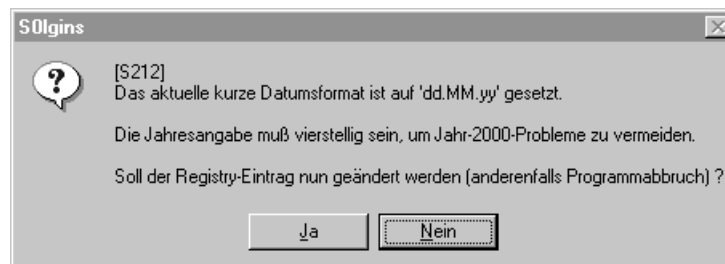 S0lgins
[S212]
Das aktuelle kurze Datumsformat ist auf 'dd.MM.yy' gesetzt.
Die Jahresangabe muß vierstellig sein, um Jahr-2000-Probleme zu vermeiden.
Soll der Registry-Eintrag nun geändert werden (anderenfalls Programmabbruch) ?
Ja
Nein